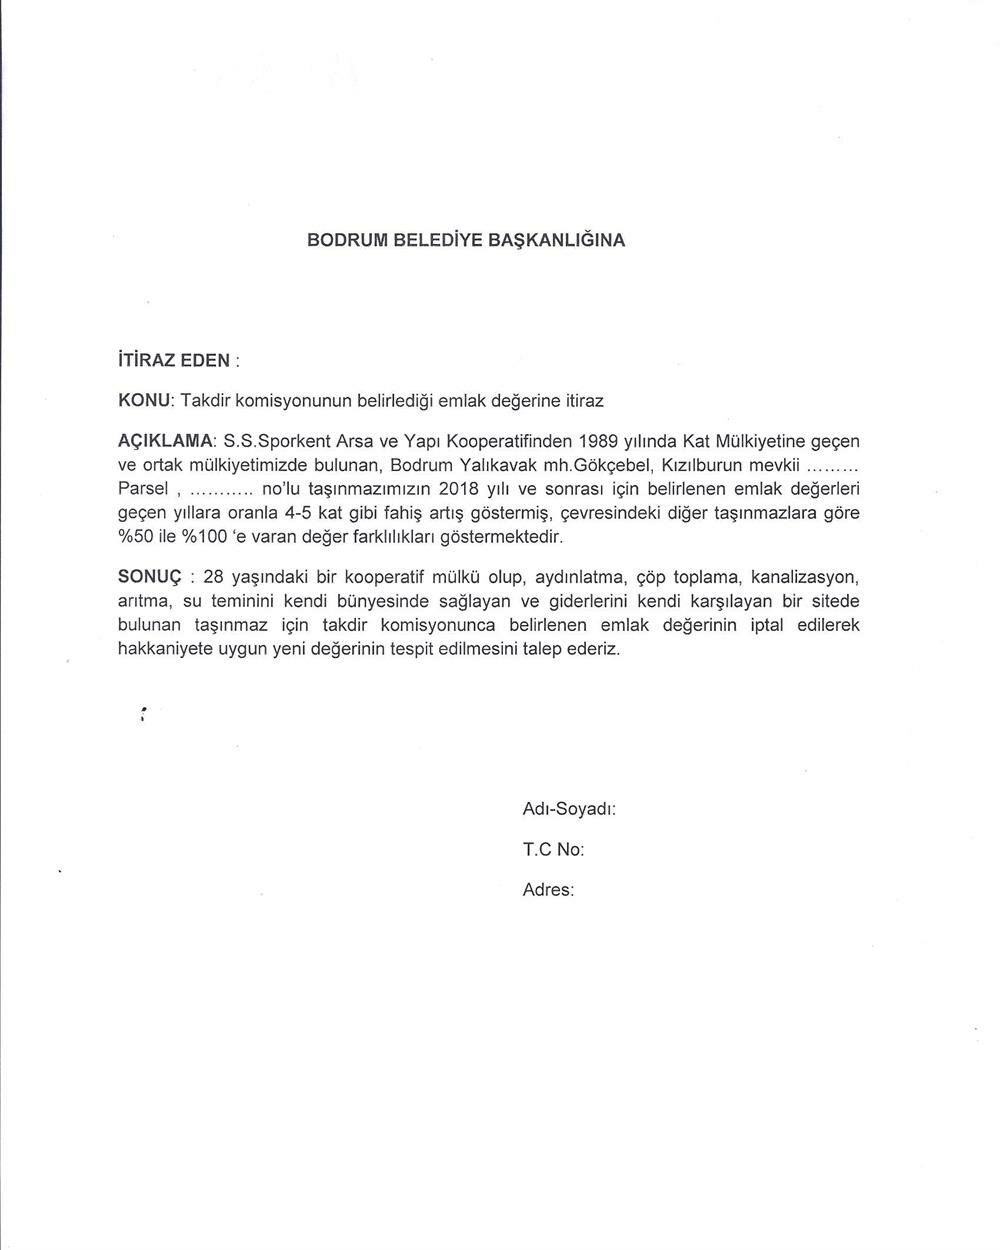 BODRUM BELEDİYE BAŞKANLIĞINA
İTİRAZ EDEN :
KONU: Takdir komisyonunun belirlediği emlak değerine itiraz
AÇIKLAMA: S.S.Sporkent Arsa ve Yapı Kooperatifinden 1989 yılında Kat Mülkiyetine geçen
ve ortak mülkiyetimizde bulunan, Bodrum Yalıkavak mh.Gökçebel, Kızılburun mevkii .........
Parsel , ........... no'lu taşınmazımızın 2018 yılı ve sonrası için belirlenen emlak değerleri
geçen yıllara oranla 4-5 kat gibi fahiş artış göstermiş, çevresindeki diğer taşınmazlara göre
%50 ile %100 'e varan değer farklılıkları göstermektedir.
SONUÇ : 28 yaşındaki bir kooperatif mülkü olup, aydınlatma, çöp toplama, kanalizasyon,
arıtma, su teminini kendi bünyesinde sağlayan ve giderlerini kendi karşılayan bir sitede
bulunan taşınmaz için takdir komisyonunca belirlenen emlak değerinin iptal edilerek
hakkaniyete uygun yeni değerinin tespit edilmesini talep ederiz.
Adı-Soyadı:
T.C No:
Adres: